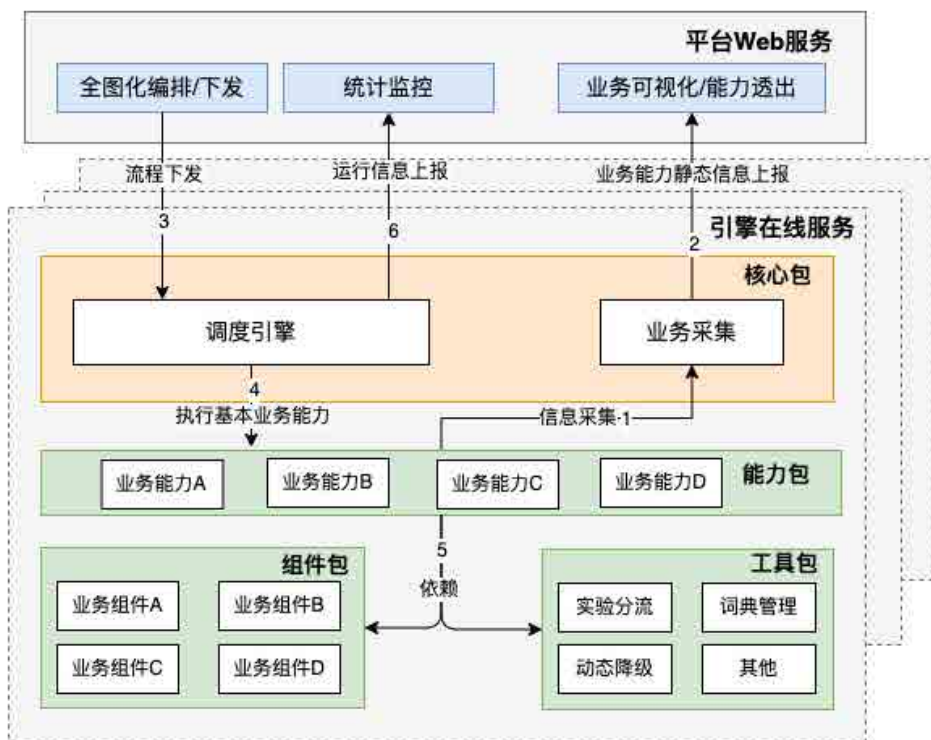 平台Web服务
全图化编排/下发
统计监控
业务可视化/能力透出
流程下发
运行信息上报
业务能力静态信息上报
3
6
2
引擎在线服务
核心包
调度引擎
业务采集
4
执行基本业务能力
信息采集 1
业务能力A
业务能力B
业务能力C
业务能力D
能力包
5
依赖
组件包
业务组件A
业务组件B
业务组件C
业务组件D
工具包
实验分流
词典管理
动态降级
其他